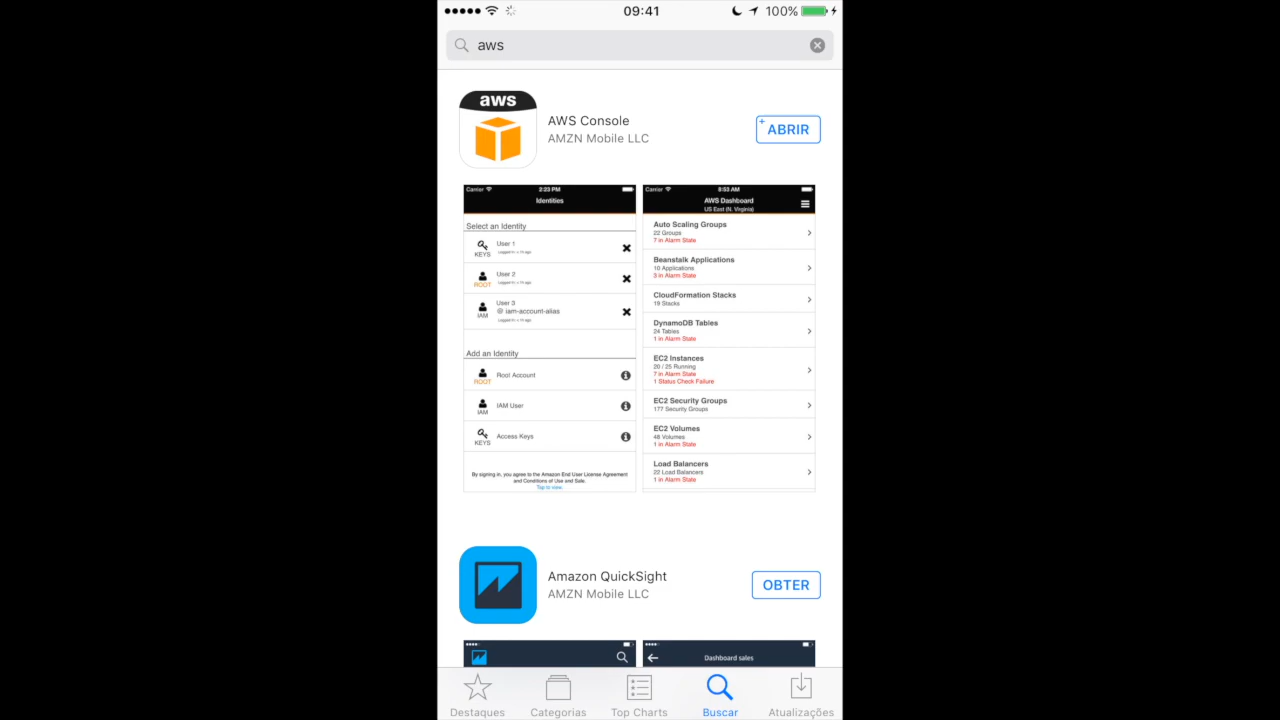 09:41
100%
aws
aws
AWS Console
AMZN Mobile LLC
ABRIR
Carrier
2:23 PM
Identities
Select an Identity
KEYS
User 1
ROOT
User 2
IAM
User 3
@ iam-account-alias
Add an Identity
ROOT
Root Account
IAM
IAM User
KEYS
Access Keys
By signing in, you agree to the Amazon End User License Agreement
and Conditions of Use and Sale.
Tap to view.
Carrier
8:53 AM
AWS Dashboard
US East (N. Virginia)
Auto Scaling Groups
22 Groups
7 in Alarm State
Beanstalk Applications
10 Applications
3 in Alarm State
CloudFormation Stacks
19 Stacks
DynamoDB Tables
24 Tables
1 in Alarm State
EC2 Instances
20 / 25 Running
7 in Alarm State
1 Status Check Failure
EC2 Security Groups
177 Security Groups
EC2 Volumes
48 Volumes
1 in Alarm State
Load Balancers
22 Load Balancers
1 in Alarm State
Amazon QuickSight
AMZN Mobile LLC
OBTER
Dashboard sales
Destaques
Categorias
Top Charts
Buscar
Atualizações